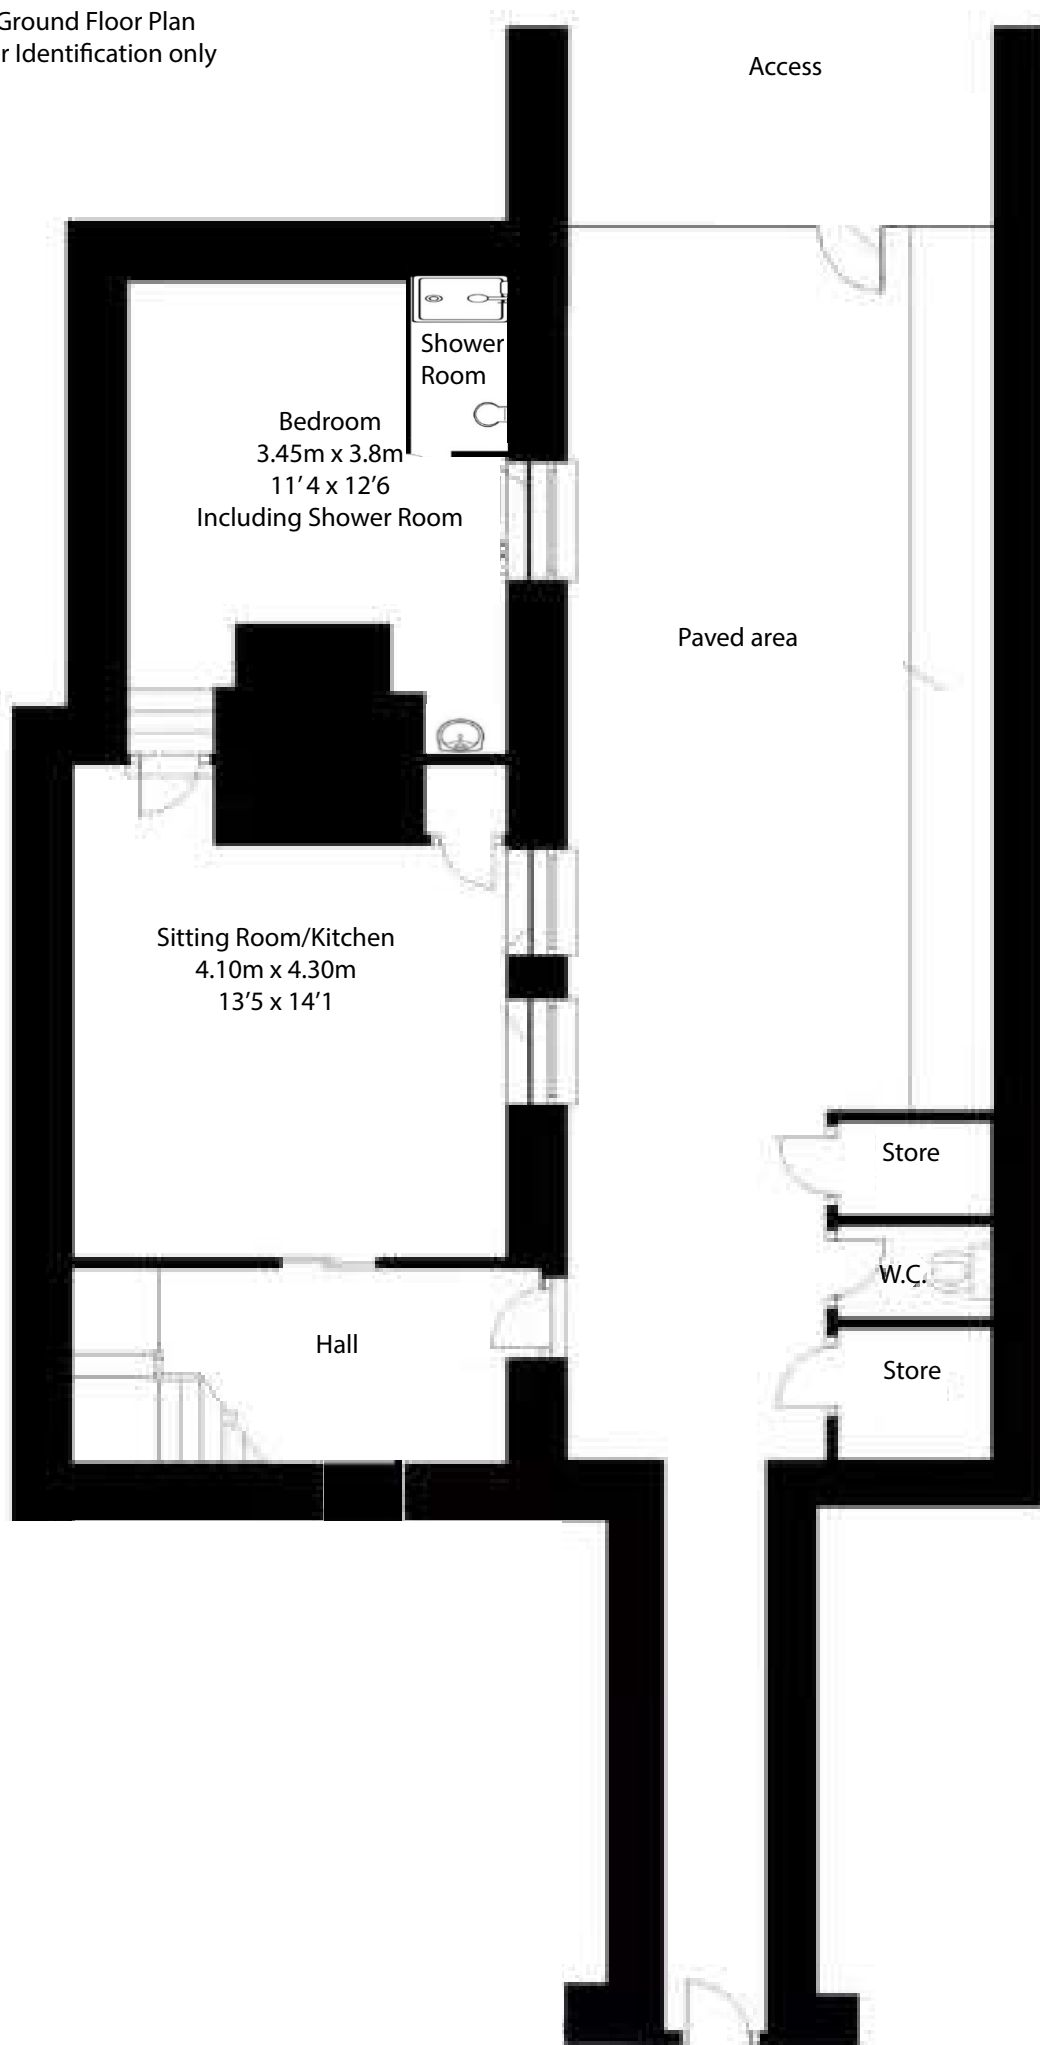 Ground Floor Plan
r Identification only
Access
Shower
Room
Bedroom
3.45m x 3.8m
11’4 x 12’6
Including Shower Room
Paved area
Sitting Room/Kitchen
4.10m x 4.30m
13’5 x 14’1
Store
W.C.
Hall
Store